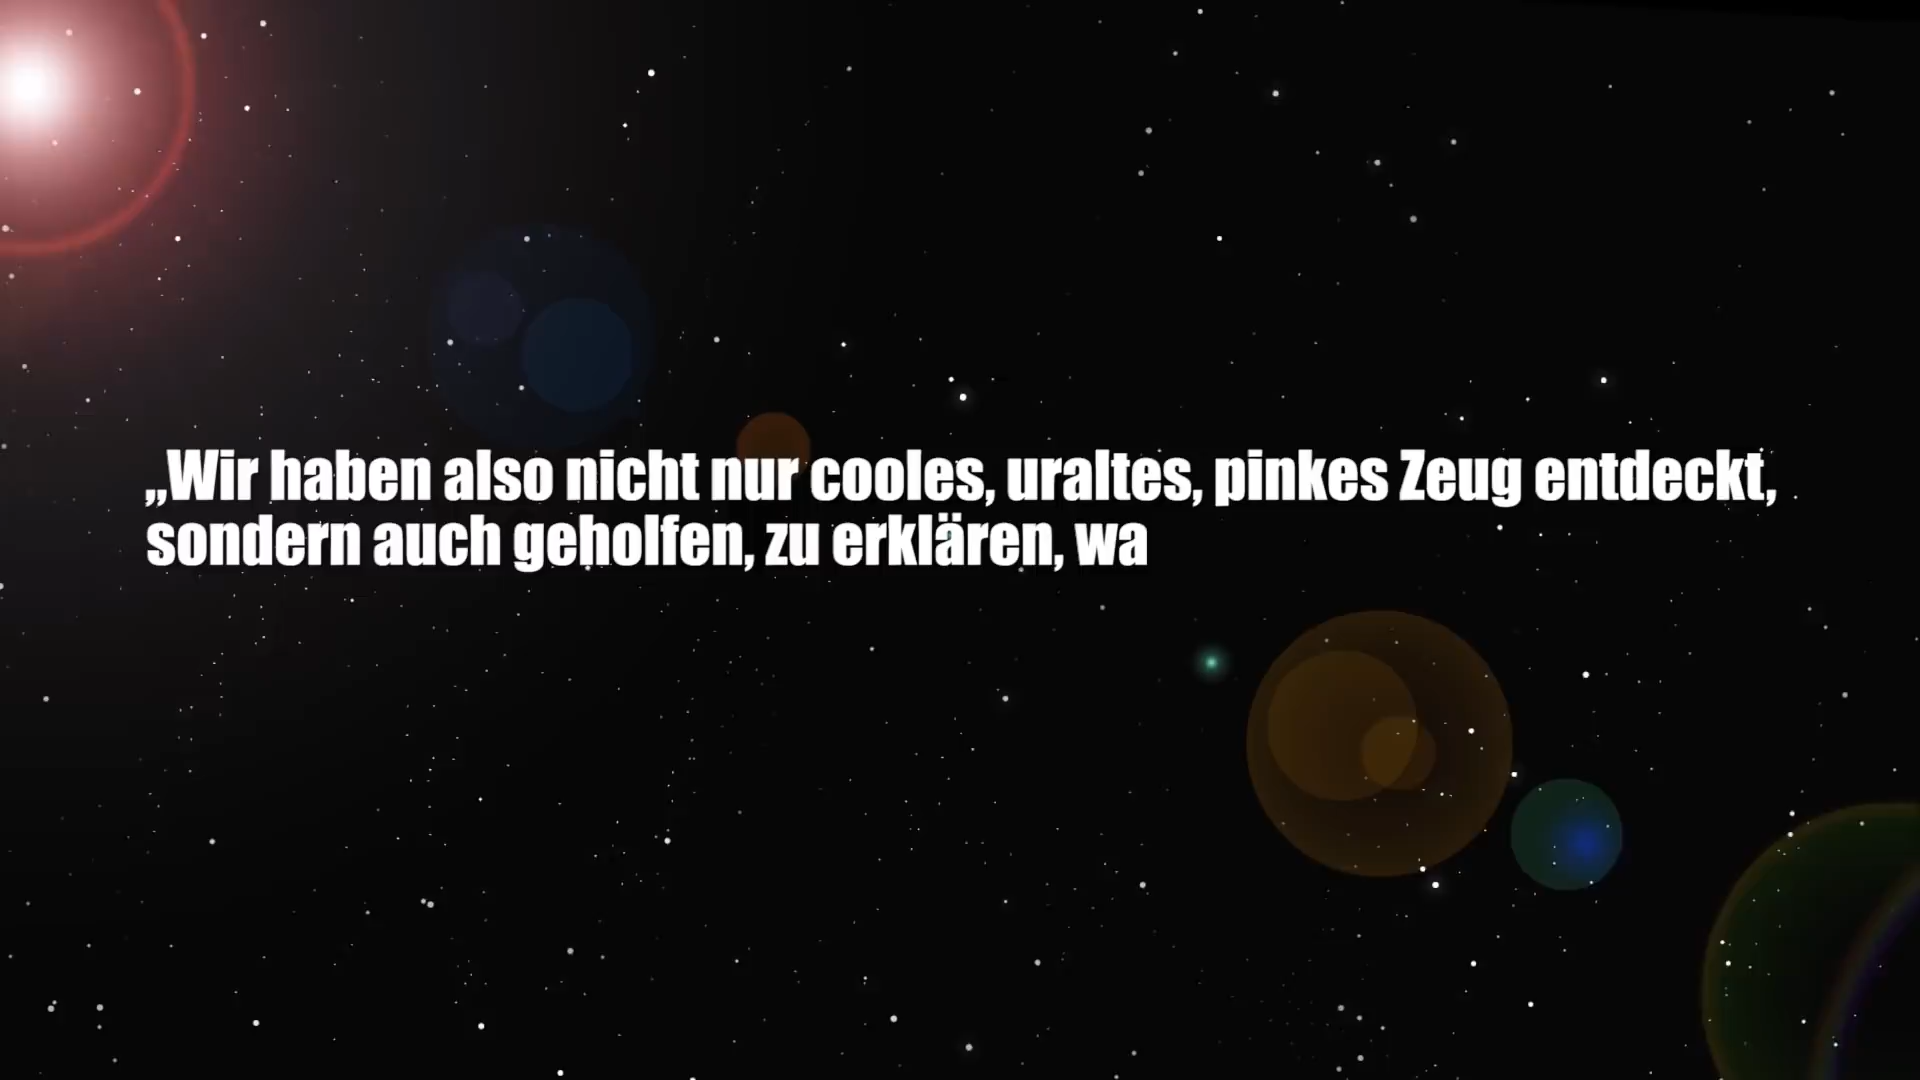 „Wir haben also nicht nur cooles, uraltes, pinkes Zeug entdeckt,
sondern auch geholfen, zu erklären, wa